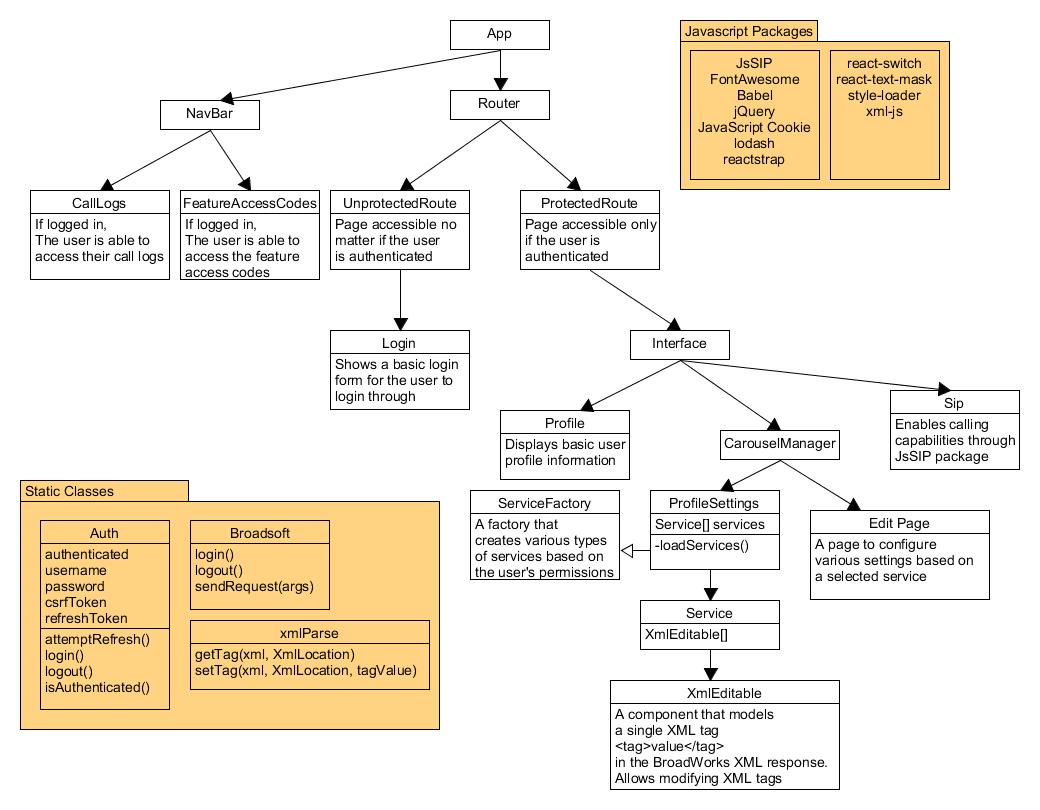 App
Javascript Packages
JsSIP
FontAwesome
Babel
jQuery
JavaScript Cookie
lodash
reactstrap
react-switch
react-text-mask
style-loader
xml-js
NavBar
Router
CallLogs
If logged in,
The user is able to
access their call logs
FeatureAccessCodes
If logged in,
The user is able to
access the feature
access codes
UnprotectedRoute
Page accessible no
matter if the user
is authenticated
ProtectedRoute
Page accessible only
if the user is
authenticated
Login
Shows a basic login
form for the user to
login through
Interface
Profile
Displays basic user
profile information
CarouselManager
Sip
Enables calling
capabilities through
JsSIP package
ServiceFactory
A factory that
creates various types
of services based on
the user's permissions
ProfileSettings
Service[] services
-loadServices()
Edit Page
A page to configure
various settings based on
a selected service
Service
XmlEditable[]
XmlEditable
A component that models
a single XML tag
<tag>value</tag>
in the BroadWorks XML response.
Allows modifying XML tags
Static Classes
Auth
authenticated
username
password
csrfToken
refreshToken
attemptRefresh()
login()
logout()
isAuthenticated()
Broadsoft
login()
logout()
sendRequest(args)
xmlParse
getTag(xml, XmlLocation)
setTag(xml, XmlLocation, tagValue)